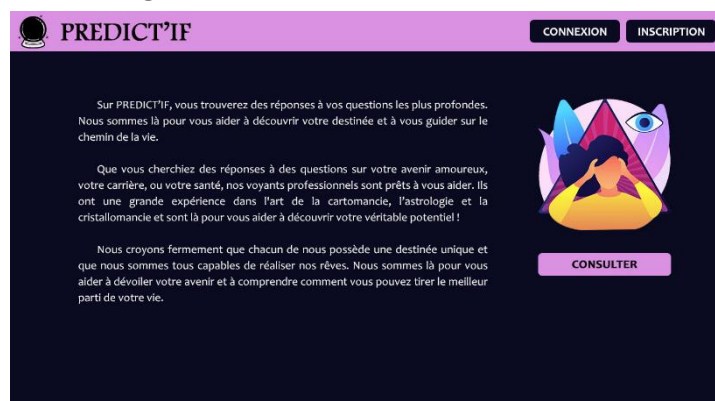 PREDICT'IF
CONNEXION
INSCRIPTION
Sur PREDICT'IF, vous trouverez des réponses à vos questions les plus profondes.
Nous sommes là pour vous aider à découvrir votre destinée et à vous guider sur le
chemin de la vie.
Que vous cherchiez des réponses à des questions sur votre avenir amoureux,
votre carrière, ou votre santé, nos voyants professionnels sont prêts à vous aider. Ils
ont une grande expérience dans l'art de la cartomancie, l'astrologie et la
cristallomancie et sont là pour vous aider à découvrir votre véritable potentiel !
Nous croyons fermement que chacun de nous possède une destinée unique et
que nous sommes tous capables de réaliser nos rêves. Nous sommes là pour vous
aider à dévoiler votre avenir et à comprendre comment vous pouvez tirer le meilleur
parti de votre vie.
CONSULTER